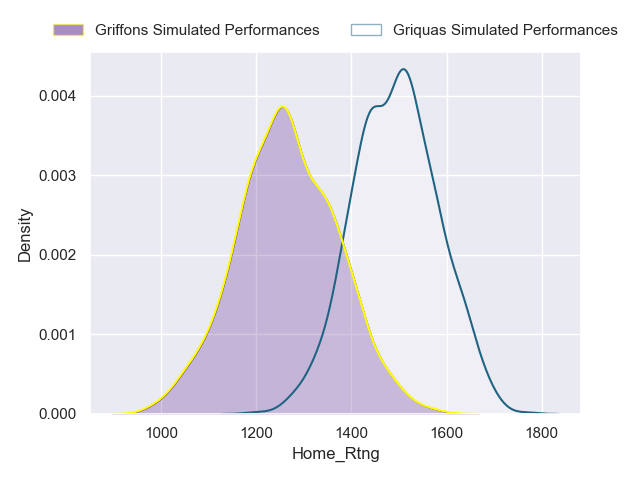 Griffons Simulated Performances Griquas Simulated Performances
0.004
0.003
0.002
0.001
0.000
Density
1000 1200 1400 1600 1800
Home_Rtng